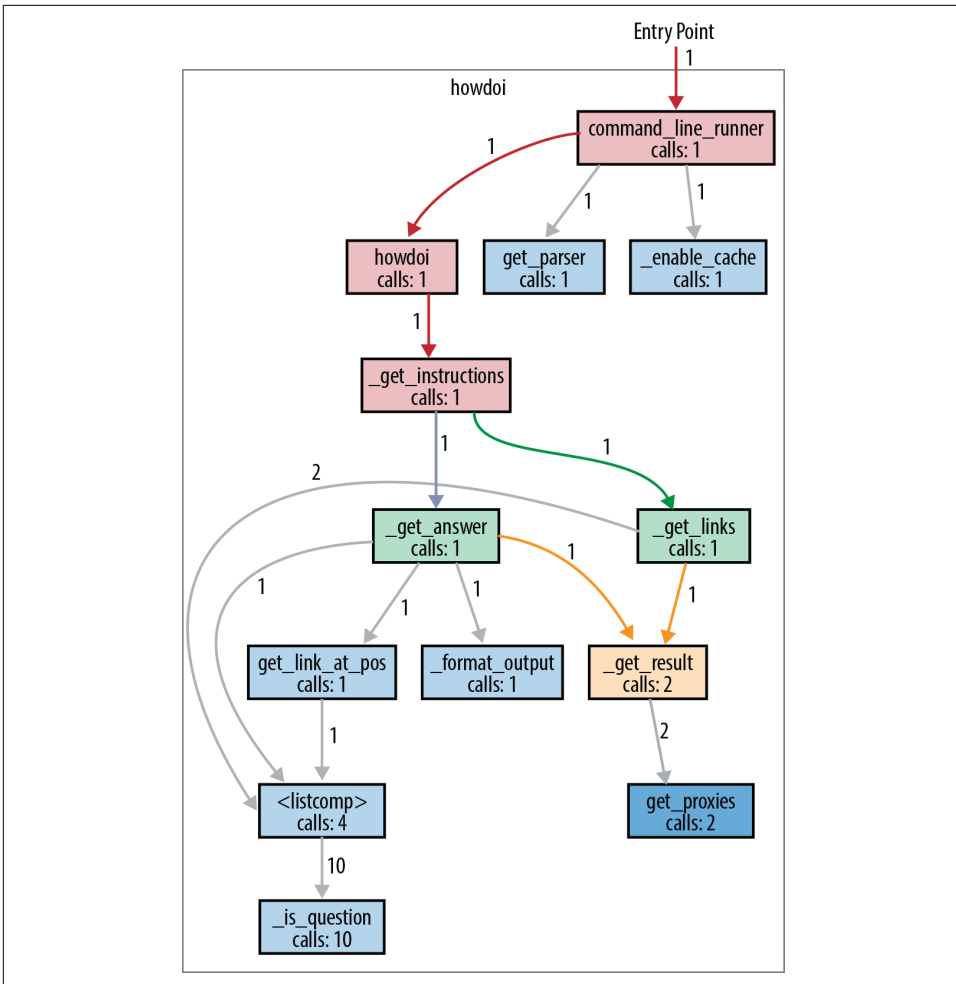 Entry Point
1
howdoi
command_line_runner
calls: 1
1
1
1
howdoi
calls: 1
get_parser
calls: 1
_enable_cache
calls: 1
1
_get_instructions
calls: 1
1
1
2
_get_answer
calls: 1
_get_links
calls: 1
1
1
1
1
1
get_link_at_pos
calls: 1
_format_output
calls: 1
_get_result
calls: 2
1
2
<listcomp>
calls: 4
get_proxies
calls: 2
10
_is_question
calls: 10